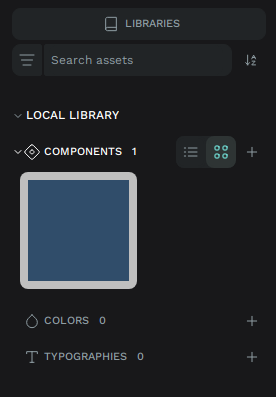 LIBRARIES
Search assets
LOCAL LIBRARY
COMPONENTS 1
COLORS 0
TYPOGRAPHIES 0